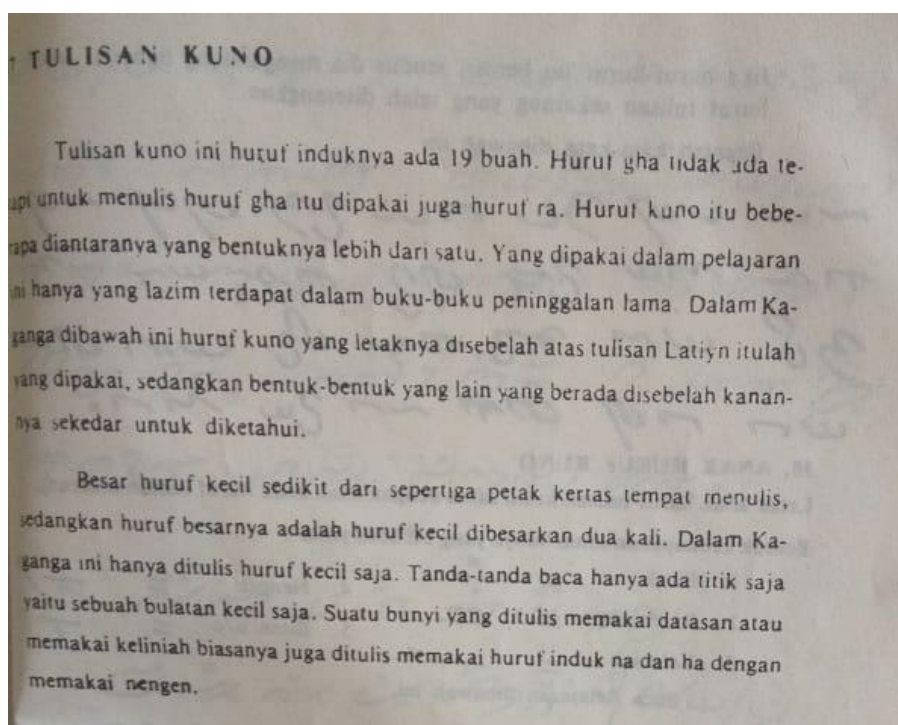 TULISAN KUNO
Tulisan kuno ini huruf induknya ada 19 buah. Huruf gha tidak ada te-
api untuk menulis huruf gha itu dipakai juga huruf ra. Huruf kuno itu bebe-
rapa diantaranya yang bentuknya lebih dari satu. Yang dipakai dalam pelajaran
ini hanya yang lazim terdapat dalam buku-buku peninggalan lama. Dalam Ka-
ganga dibawah ini huruf kuno yang letaknya disebelah atas tulisan Latiyn itulah
yang dipakai, sedangkan bentuk-bentuk yang lain yang berada disebelah kanan-
nya sekedar untuk diketahui.
Besar huruf kecil sedikit dari sepertiga petak kertas tempat menulis,
sedangkan huruf besarnya adalah huruf kecil dibesarkan dua kali. Dalam Ka-
ganga ini hanya ditulis huruf kecil saja. Tanda-tanda baca hanya ada titik saja
yaitu sebuah bulatan kecil saja. Suatu bunyi yang ditulis memakai datasan atau
memakai keliniah biasanya juga ditulis memakai huruf induk na dan ha dengan
memakai nengen.